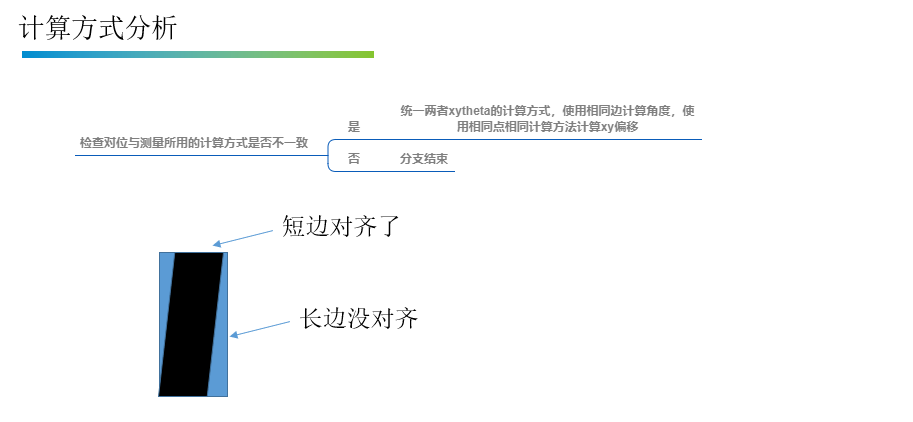 计算方式分析
统一两者xytheta的计算方式，使用相同边计算角度，使
是
用相同点相同计算方法计算xy偏移
检查对位与测量所用的计算方式是否不一致
否
分支结束
短边对齐了
长边没对齐